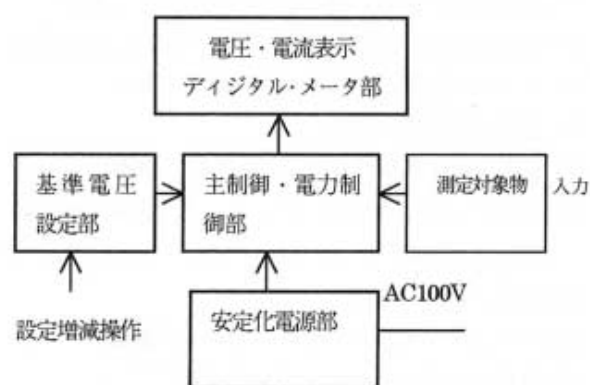 電圧・電流表示
ディジタル・メータ部
基準電圧
設定部
主制御・電力制
御部
測定対象物
入力
設定増減操作
安定化電源部
AC100V